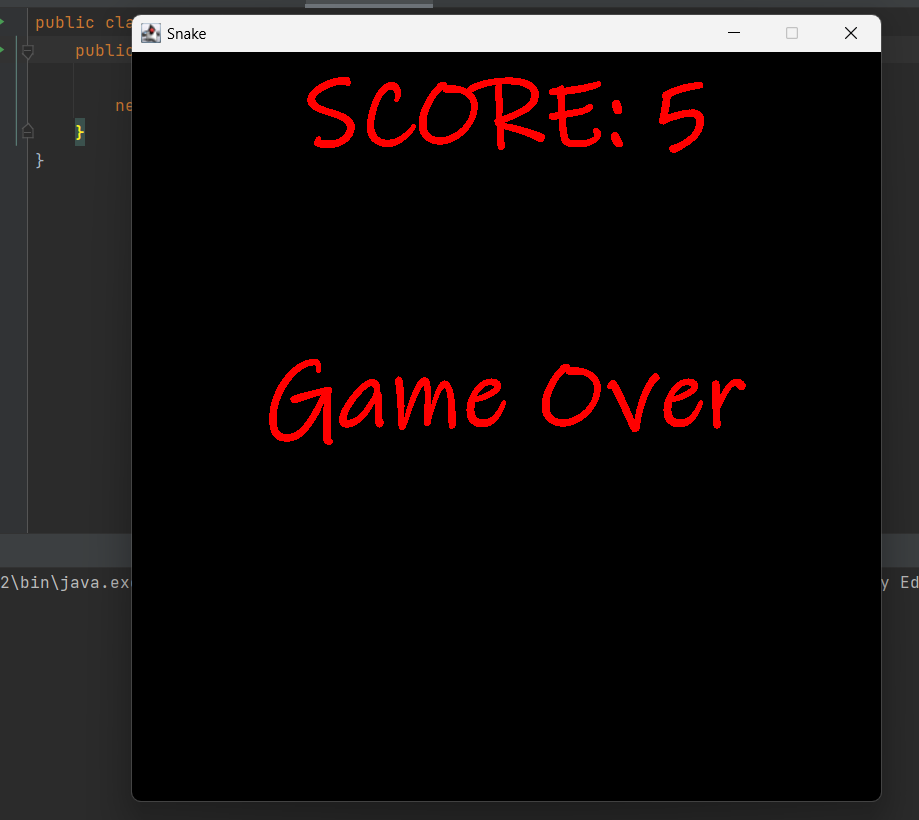 public cla
Snake
public
SCORE: 5
ne
}
}
Game Over
2\bin\java.ex
y Ed